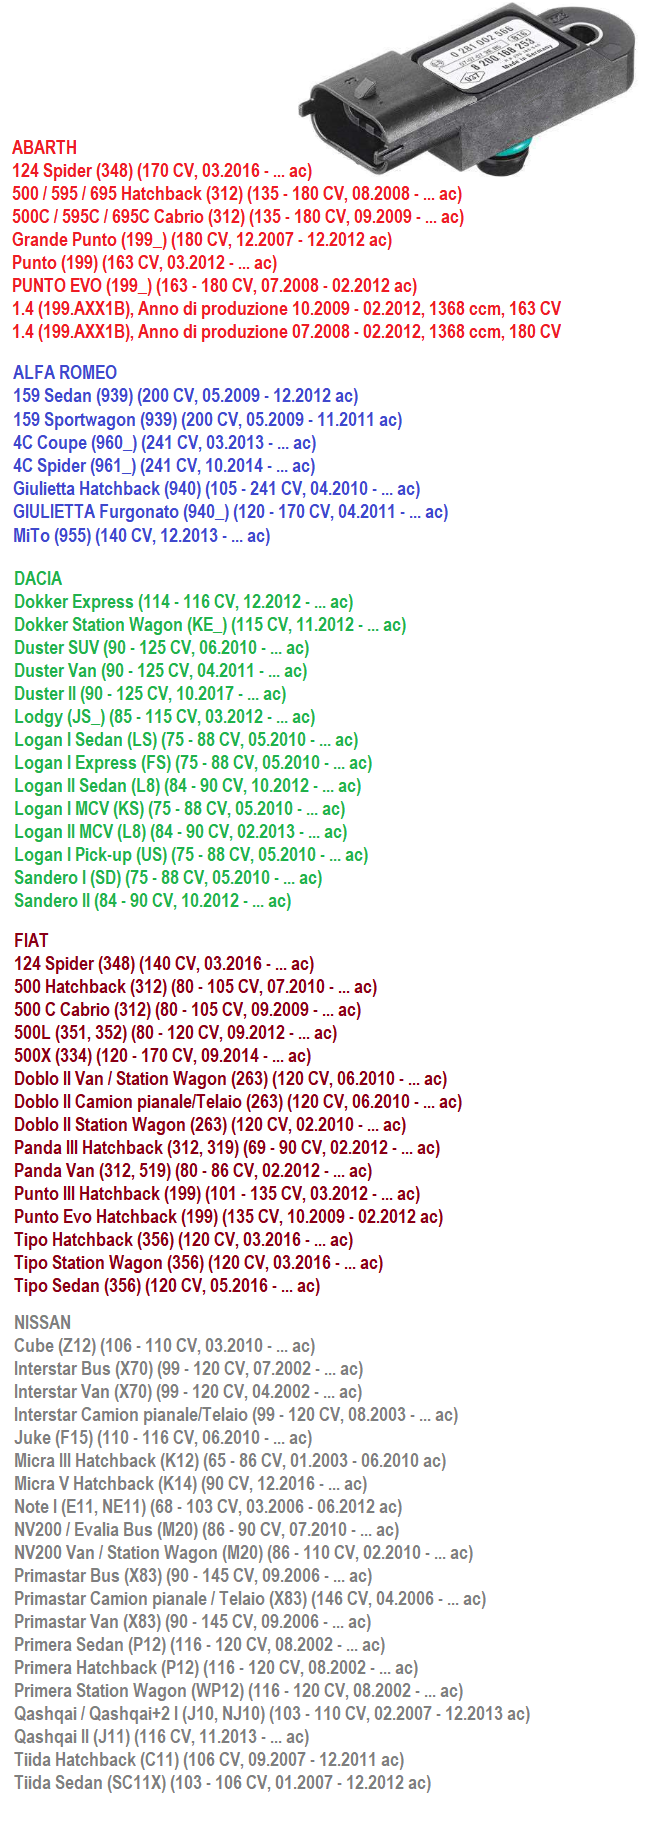 0 281 002 566
8 200 168 253
Made in Germany
937
ABARTH
124 Spider (348) (170 CV, 03.2016 - ... ac)
500 / 595 / 695 Hatchback (312) (135 - 180 CV, 08.2008 - ... ac)
500C / 595C / 695C Cabrio (312) (135 - 180 CV, 09.2009 - ... ac)
Grande Punto (199_) (180 CV, 12.2007 - 12.2012 ac)
Punto (199) (163 CV, 03.2012 - ... ac)
PUNTO EVO (199_) (163 - 180 CV, 07.2008 - 02.2012 ac)
1.4 (199.AXX1B), Anno di produzione 10.2009 - 02.2012, 1368 ccm, 163 CV
1.4 (199.AXX1B), Anno di produzione 07.2008 - 02.2012, 1368 ccm, 180 CV
ALFA ROMEO
159 Sedan (939) (200 CV, 05.2009 - 12.2012 ac)
159 Sportwagon (939) (200 CV, 05.2009 - 11.2011 ac)
4C Coupe (960_) (241 CV, 03.2013 - ... ac)
4C Spider (961_) (241 CV, 10.2014 - ... ac)
Giulietta Hatchback (940) (105 - 241 CV, 04.2010 - ... ac)
GIULIETTA Furgonato (940_) (120 - 170 CV, 04.2011 - ... ac)
MiTo (955) (140 CV, 12.2013 - ... ac)
DACIA
Dokker Express (114 - 116 CV, 12.2012 - ... ac)
Dokker Station Wagon (KE_) (115 CV, 11.2012 - ... ac)
Duster SUV (90 - 125 CV, 06.2010 - ... ac)
Duster Van (90 - 125 CV, 04.2011 - ... ac)
Duster II (90 - 125 CV, 10.2017 - ... ac)
Lodgy (JS_) (85 - 115 CV, 03.2012 - ... ac)
Logan I Sedan (LS) (75 - 88 CV, 05.2010 - ... ac)
Logan I Express (FS) (75 - 88 CV, 05.2010 - ... ac)
Logan II Sedan (L8) (84 - 90 CV, 10.2012 - ... ac)
Logan I MCV (KS) (75 - 88 CV, 05.2010 - ... ac)
Logan II MCV (L8) (84 - 90 CV, 02.2013 - ... ac)
Logan I Pick-up (US) (75 - 88 CV, 05.2010 - ... ac)
Sandero I (SD) (75 - 88 CV, 05.2010 - ... ac)
Sandero II (84 - 90 CV, 10.2012 - ... ac)
FIAT
124 Spider (348) (140 CV, 03.2016 - ... ac)
500 Hatchback (312) (80 - 105 CV, 07.2010 - ... ac)
500 C Cabrio (312) (80 - 105 CV, 09.2009 - ... ac)
500L (351, 352) (80 - 120 CV, 09.2012 - ... ac)
500X (334) (120 - 170 CV, 09.2014 - ... ac)
Doblo II Van / Station Wagon (263) (120 CV, 06.2010 - ... ac)
Doblo II Camion pianale/Telaio (263) (120 CV, 06.2010 - ... ac)
Doblo II Station Wagon (263) (120 CV, 02.2010 - ... ac)
Panda III Hatchback (312, 319) (69 - 90 CV, 02.2012 - ... ac)
Panda Van (312, 519) (80 - 86 CV, 02.2012 - ... ac)
Punto III Hatchback (199) (101 - 135 CV, 03.2012 - ... ac)
Punto Evo Hatchback (199) (135 CV, 10.2009 - 02.2012 ac)
Tipo Hatchback (356) (120 CV, 03.2016 - ... ac)
Tipo Station Wagon (356) (120 CV, 03.2016 - ... ac)
Tipo Sedan (356) (120 CV, 05.2016 - ... ac)
NISSAN
Cube (Z12) (106 - 110 CV, 03.2010 - ... ac)
Interstar Bus (X70) (99 - 120 CV, 07.2002 - ... ac)
Interstar Van (X70) (99 - 120 CV, 04.2002 - ... ac)
Interstar Camion pianale/Telaio (99 - 120 CV, 08.2003 - ... ac)
Juke (F15) (110 - 116 CV, 06.2010 - ... ac)
Micra III Hatchback (K12) (65 - 86 CV, 01.2003 - 06.2010 ac)
Micra V Hatchback (K14) (90 CV, 12.2016 - ... ac)
Note I (E11, NE11) (68 - 103 CV, 03.2006 - 06.2012 ac)
NV200 / Evalia Bus (M20) (86 - 90 CV, 07.2010 - ... ac)
NV200 Van / Station Wagon (M20) (86 - 110 CV, 02.2010 - ... ac)
Primastar Bus (X83) (90 - 145 CV, 09.2006 - ... ac)
Primastar Camion pianale / Telaio (X83) (146 CV, 04.2006 - ... ac)
Primastar Van (X83) (90 - 145 CV, 09.2006 - ... ac)
Primera Sedan (P12) (116 - 120 CV, 08.2002 - ... ac)
Primera Hatchback (P12) (116 - 120 CV, 08.2002 - ... ac)
Primera Station Wagon (WP12) (116 - 120 CV, 08.2002 - ... ac)
Qashqai / Qashqai+2 I (J10, NJ10) (103 - 110 CV, 02.2007 - 12.2013 ac)
Qashqai II (J11) (116 CV, 11.2013 - ... ac)
Tiida Hatchback (C11) (106 CV, 09.2007 - 12.2011 ac)
Tiida Sedan (SC11X) (103 - 106 CV, 01.2007 - 12.2012 ac)